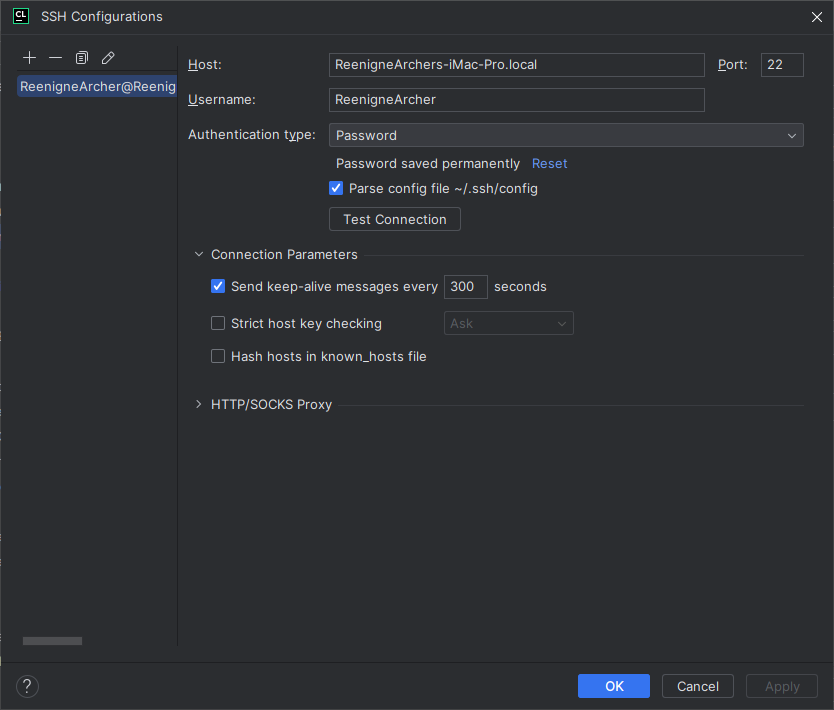 CL SSH Configurations
ReenigneArcher@Reenig
Host: ReenigneArchers-iMac-Pro.local Port: 22
Username: ReenigneArcher
Authentication type: Password
Password saved permanently Reset
Parse config file ~/.ssh/config
Test Connection
Connection Parameters
Send keep-alive messages every 300 seconds
Strict host key checking Ask
Hash hosts in known_hosts file
HTTP/SOCKS Proxy
? OK Cancel Apply